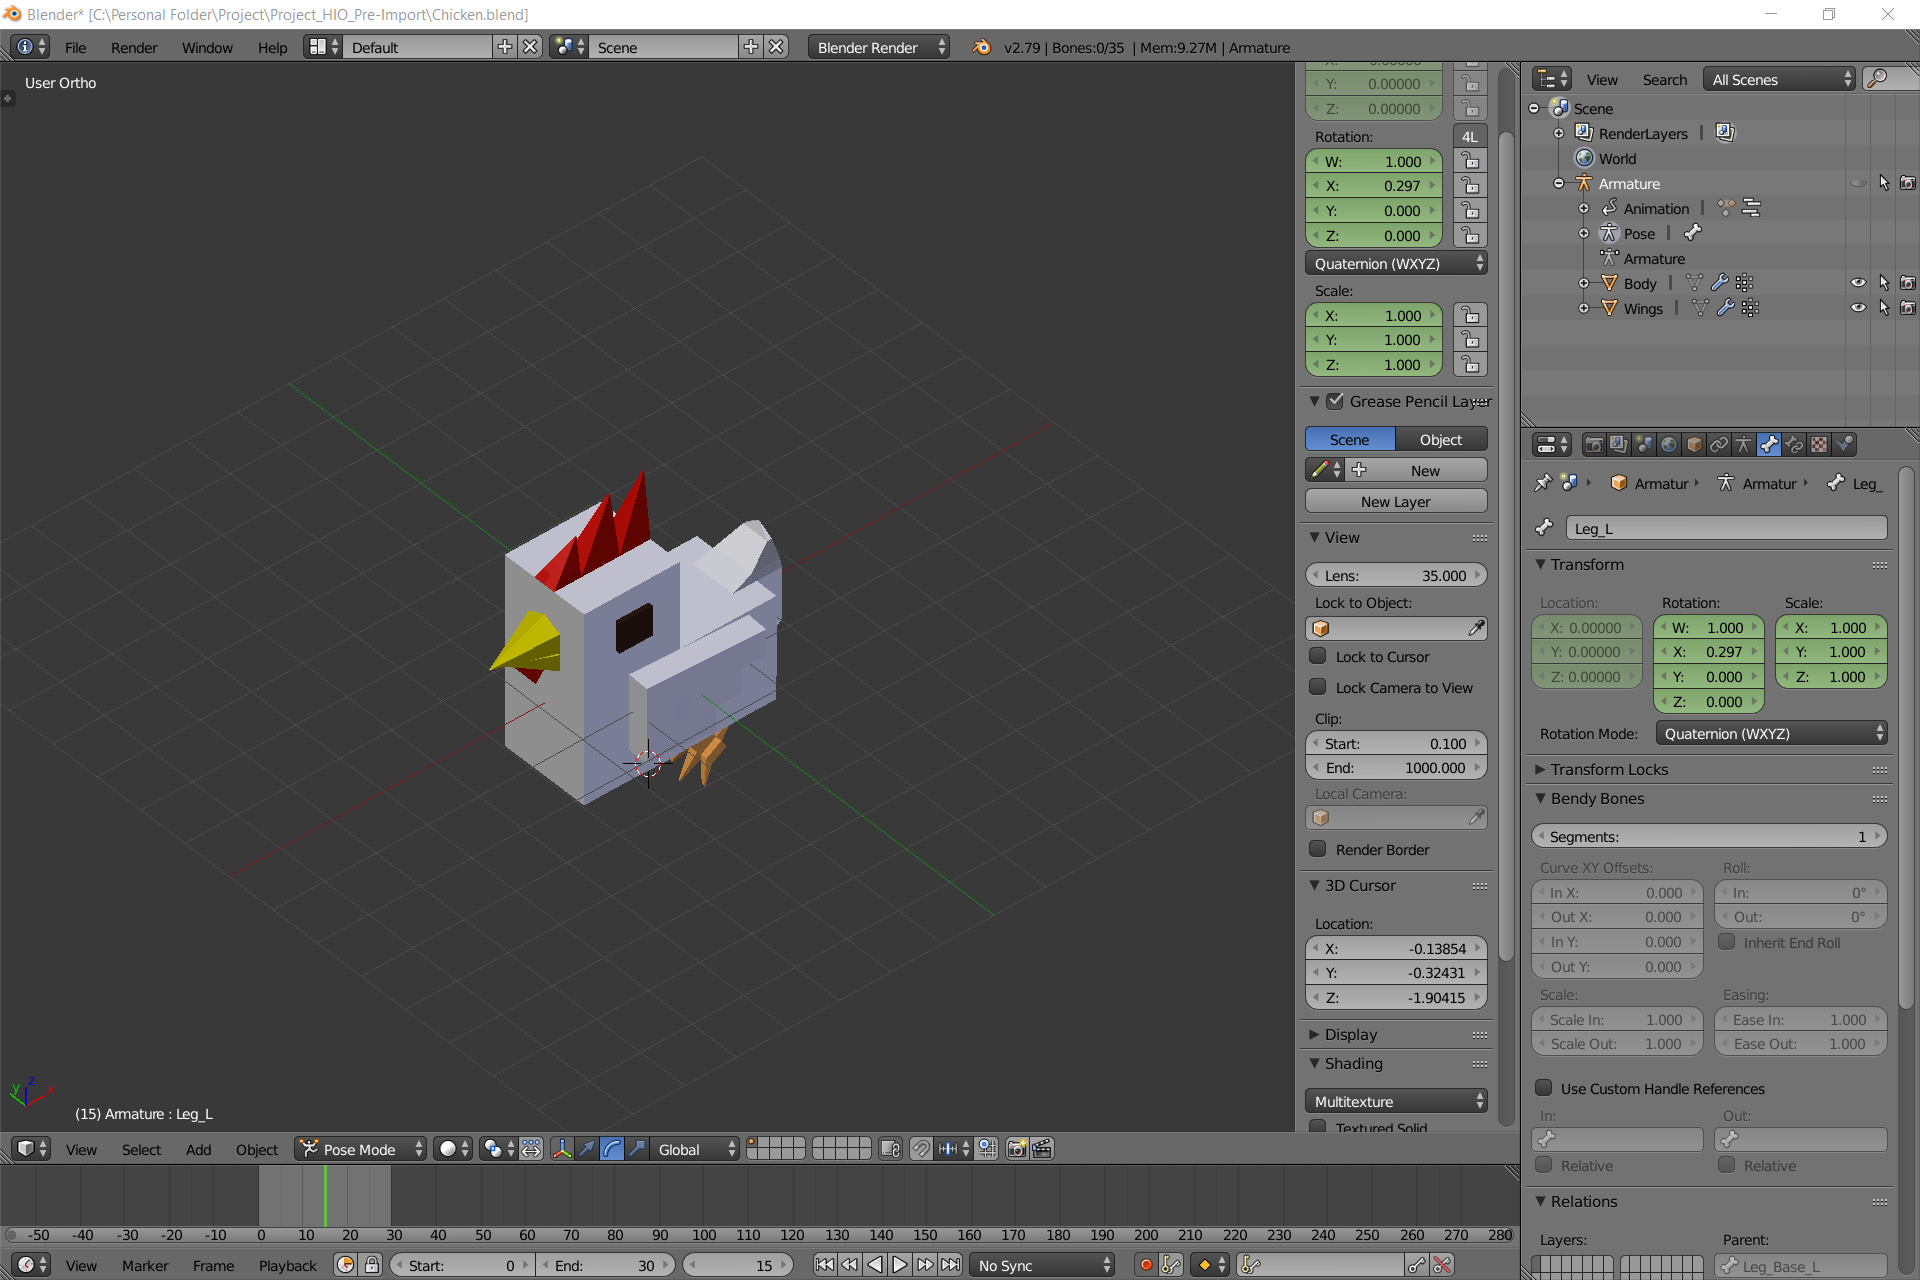 Blender* [C:\Personal Folder\Project\Project_HIO_Pre-Import\Chicken.blend]
File Render Window Help Default Scene Blender Render v2.79 | Bones:0/35 | Mem:9.27M | Armature
User Ortho
(15) Armature : Leg_L
Y: 0.00000
Z: 0.00000
Rotation: 4L
W: 1.000
X: 0.297
Y: 0.000
Z: 0.000
Quaternion (WXYZ)
Scale:
X: 1.000
Y: 1.000
Z: 1.000
Grease Pencil Layer
Scene Object
New
New Layer
View
Lens: 35.000
Lock to Object:
Lock to Cursor
Lock Camera to View
Clip:
Start: 0.100
End: 1000.000
Local Camera:
Render Border
3D Cursor
Location:
X: -0.13854
Y: -0.32431
Z: -1.90415
Display
Shading
Multitexture
Textured Solid
View Search All Scenes
Scene
RenderLayers
World
Armature
Animation
Pose
Armature
Body
Wings
Armatur Armatur Leg_
Leg_L
Transform
Location: Rotation: Scale:
X: 0.00000 W: 1.000 X: 1.000
Y: 0.00000 X: 0.297 Y: 1.000
Z: 0.00000 Y: 0.000 Z: 1.000
Z: 0.000
Rotation Mode: Quaternion (WXYZ)
Transform Locks
Bendy Bones
Segments: 1
Curve XY Offsets: Roll:
In X: 0.000 In: 0°
Out X: 0.000 Out: 0°
In Y: 0.000 Inherit End Roll
Out Y: 0.000
Scale: Easing:
Scale In: 1.000 Ease In: 1.000
Scale Out: 1.000 Ease Out: 1.000
Use Custom Handle References
In: Out:
Relative Relative
Relations
Layers: Parent:
Leg_Base_L
View Select Add Object Pose Mode Global
-50 -40 -30 -20 -10 0 10 20 30 40 50 60 70 80 90 100 110 120 130 140 150 160 170 180 190 200 210 220 230 240 250 260 270 280
View Marker Frame Playback Start: 0 End: 30 15 No Sync